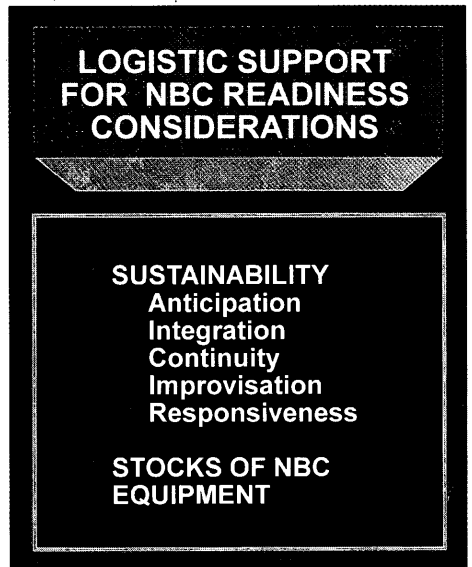 LOGISTIC SUPPORT
FOR NBC READINESS
CONSIDERATIONS
SUSTAINABILITY
Anticipation
Integration
Continuity
Improvisation
Responsiveness
STOCKS OF NBC
EQUIPMENT